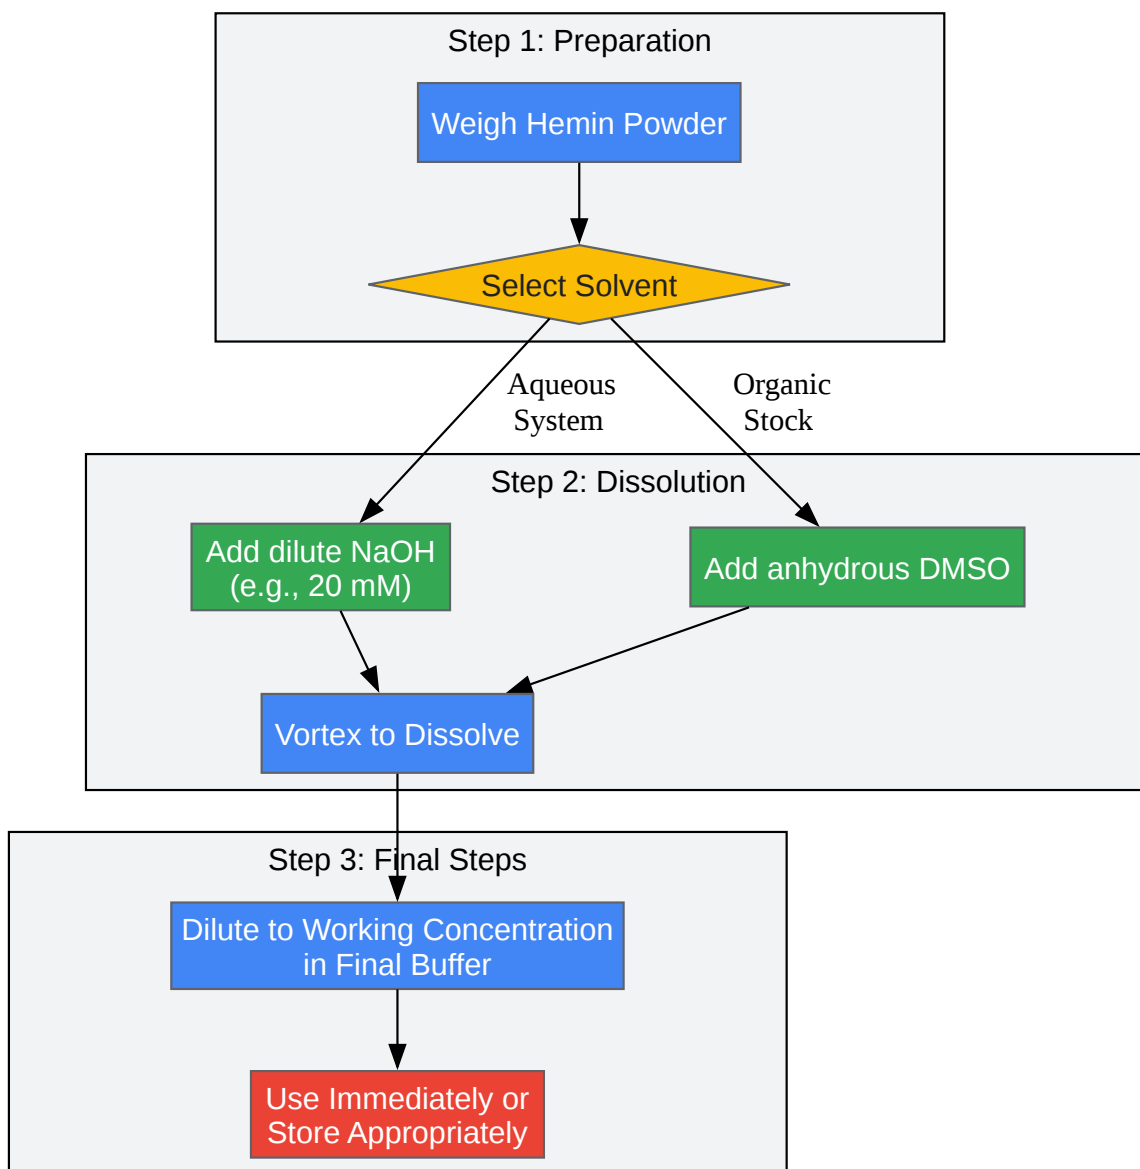 Step 1: Preparation
Weigh Hemin Powder
Select Solvent
Aqueous
System
Organic
Stock
Step 2: Dissolution
Add dilute NaOH
(e.g., 20 mM)
Add anhydrous DMSO
Vortex to Dissolve
Step 3: Final Steps
Dilute to Working Concentration
in Final Buffer
Use Immediately or
Store Appropriately